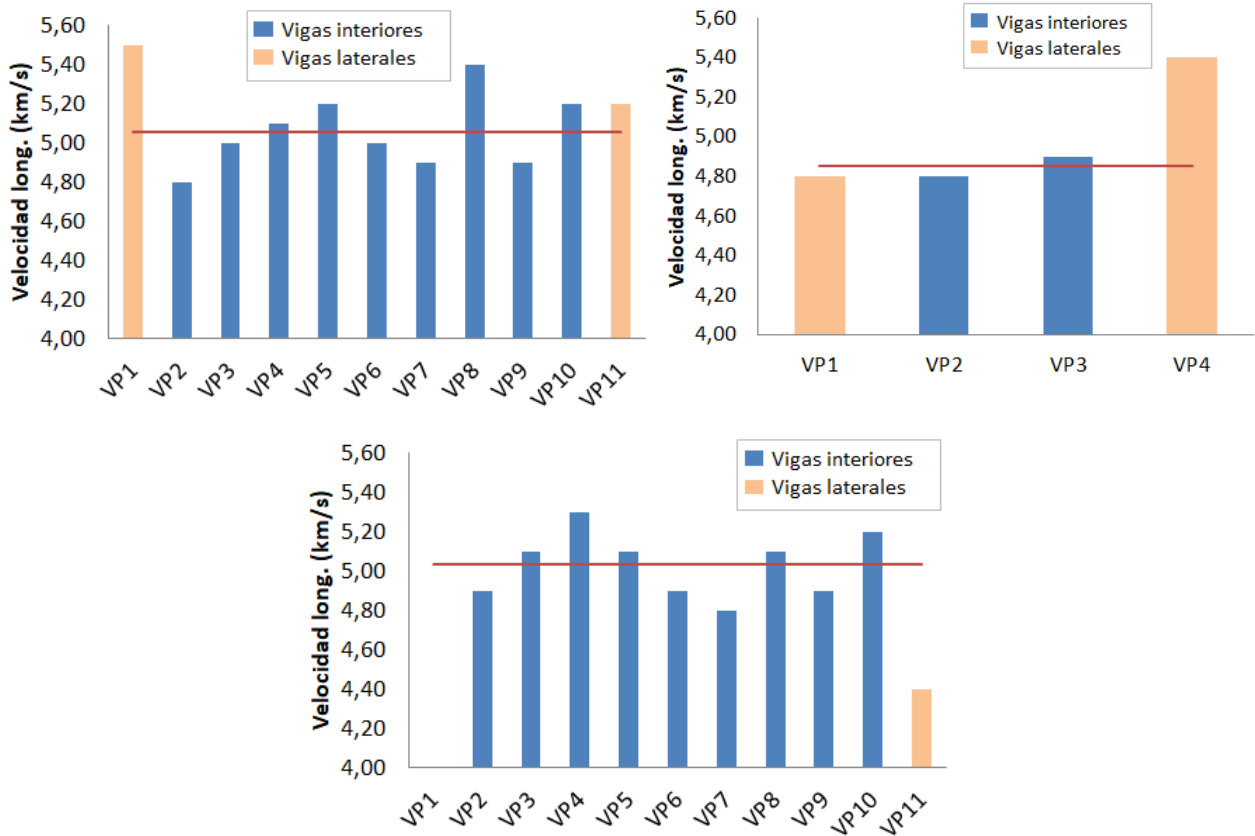 Velocidad long. (km/s)
5,60
5,40
5,20
5,00
4,80
4,60
4,40
4,20
4,00
Vigas interiores
Vigas laterales
VP1 VP2 VP3 VP4 VP5 VP6 VP7 VP8 VP9 VP10 VP11
Velocidad long. (km/s)
5,60
5,40
5,20
5,00
4,80
4,60
4,40
4,20
4,00
Vigas interiores
Vigas laterales
VP1 VP2 VP3 VP4
Velocidad long. (km/s)
5,60
5,40
5,20
5,00
4,80
4,60
4,40
4,20
4,00
Vigas interiores
Vigas laterales
VP1 VP2 VP3 VP4 VP5 VP6 VP7 VP8 VP9 VP10 VP11